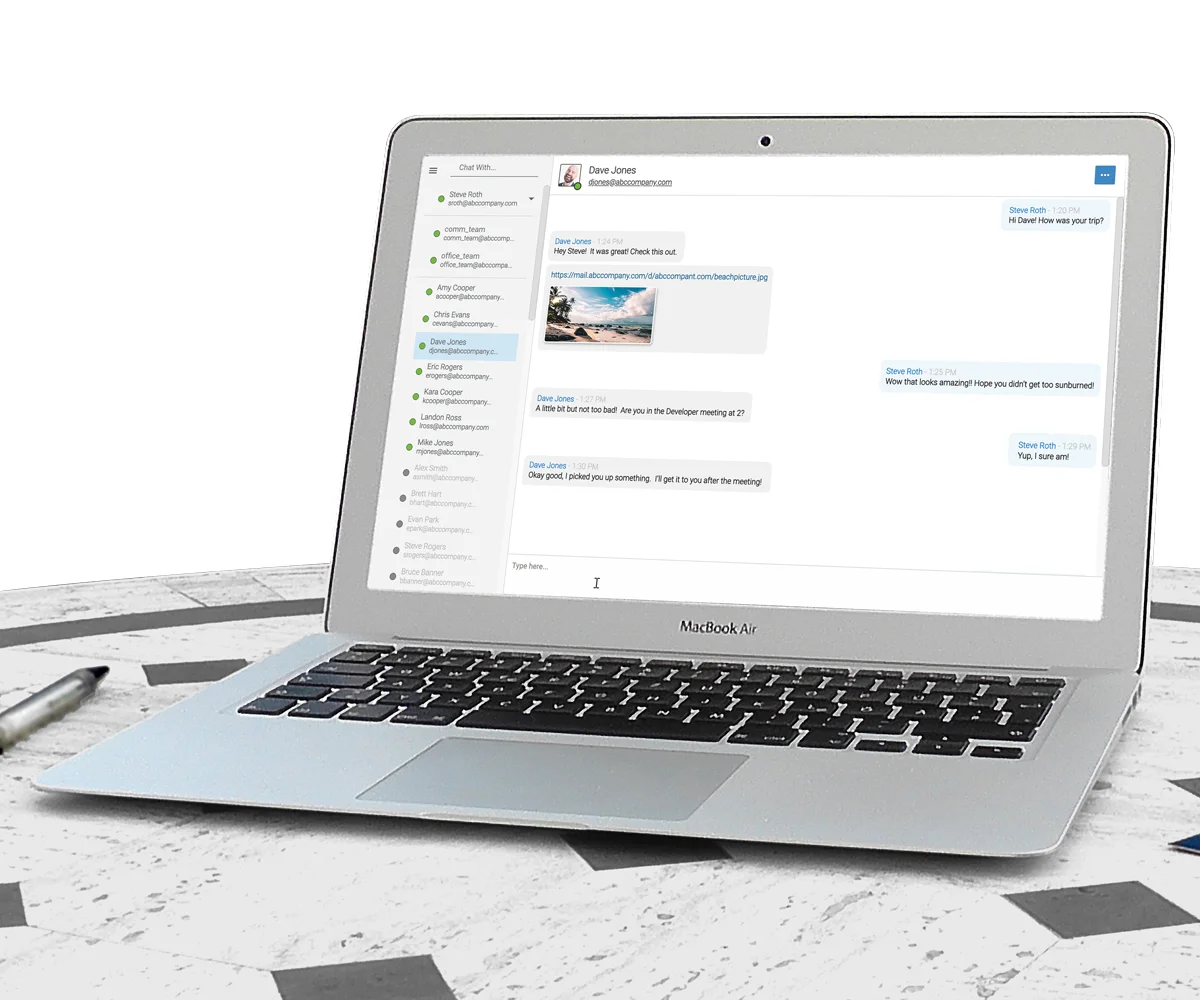 Chat With...
Steve Roth
sroth@abccompany.com
comm_team
comm_team@abccomp...
office_team
office_team@abccompa...
Amy Cooper
acooper@abccompany...
Chris Evans
cevans@abccompany...
Dave Jones
djones@abccompany.c...
Eric Rogers
erogers@abccompany...
Kara Cooper
kcooper@abccompany...
Landon Ross
lross@abccompany.com
Mike Jones
mjones@abccompany...
Alex Smith
asmith@abccompany...
Brett Hart
bhart@abccompany.c...
Evan Park
epark@abccompany.c...
Steve Rogers
srogers@abccompany...
Bruce Banner
bbanner@abccompany...
Dave Jones
djones@abccompany.com
Steve Roth - 1:20 PM
Hi Dave! How was your trip?
Dave Jones - 1:24 PM
Hey Steve! It was great! Check this out.
https://mail.abccompany.com/d/abccompant.com/beachpicture.jpg
Steve Roth - 1:25 PM
Wow that looks amazing!! Hope you didn't get too sunburned!
Dave Jones - 1:27 PM
A little bit but not too bad! Are you in the Developer meeting at 2?
Steve Roth - 1:29 PM
Yup, I sure am!
Dave Jones - 1:30 PM
Okay good, I picked you up something. I'll get it to you after the meeting!
Type here...
MacBook Air